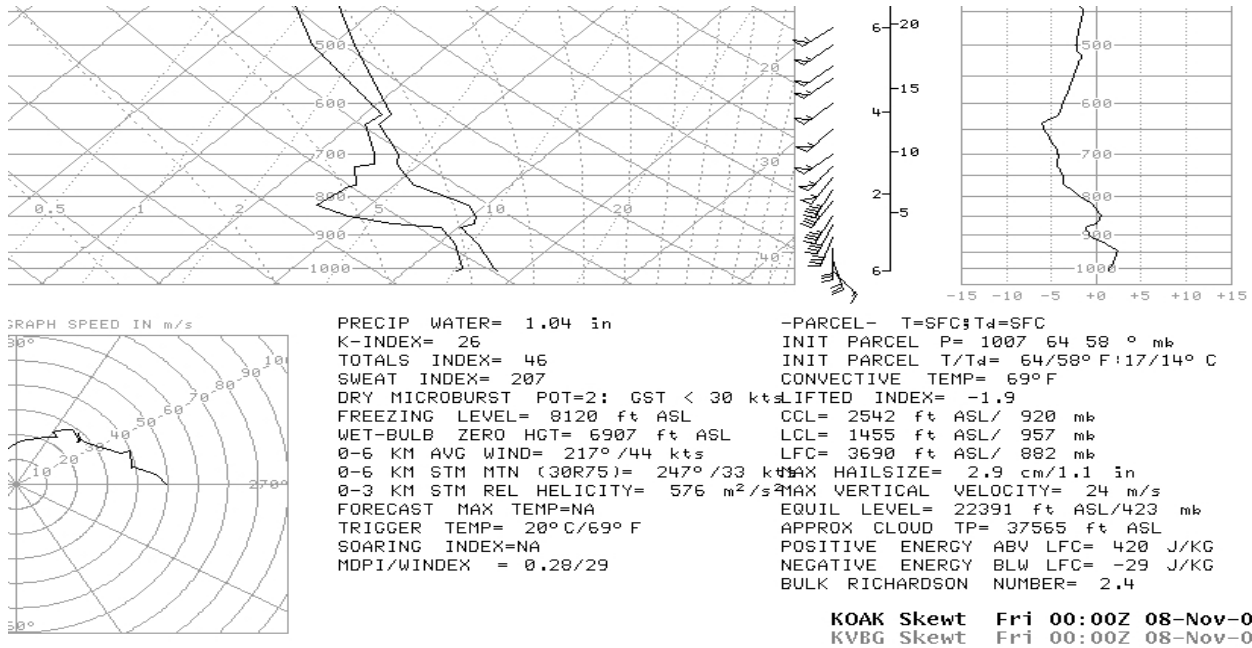 6 20
500 500
20
15
600 4 600
700 10 700
30
800 2 800
0.5 1 2 5 10 20 5
900 900
40
1000 6 1000
-15 -10 -5 +0 +5 +10 +15
GRAPH SPEED IN m/s
90 80 70 60 50 40 30 20 10
270°
PRECIP WATER= 1.04 in
K-INDEX= 26
TOTALS INDEX= 46
SWEAT INDEX= 207
DRY MICROBURST POT=2: GST < 30 kts
FREEZING LEVEL= 8120 ft ASL
WET-BULB ZERO HGT= 6907 ft ASL
0-6 KM AVG WIND= 217°/44 kts
0-6 KM STM MTN (30R75)= 247°/33 kts
0-3 KM STM REL HELICITY= 576 m²/s²
FORECAST MAX TEMP=NA
TRIGGER TEMP= 20°C/69°F
SOARING INDEX=NA
MDPI/WINDEX = 0.28/29
-PARCEL- T=SFC;Td=SFC
INIT PARCEL P= 1007 64 58 ° mb
INIT PARCEL T/Td= 64/58°F:17/14°C
CONVECTIVE TEMP= 69°F
LIFTED INDEX= -1.9
CCL= 2542 ft ASL/ 920 mb
LCL= 1455 ft ASL/ 957 mb
LFC= 3690 ft ASL/ 882 mb
MAX HAILSIZE= 2.9 cm/1.1 in
MAX VERTICAL VELOCITY= 24 m/s
EQUIL LEVEL= 22391 ft ASL/423 mb
APPROX CLOUD TP= 37565 ft ASL
POSITIVE ENERGY ABV LFC= 420 J/KG
NEGATIVE ENERGY BLW LFC= -29 J/KG
BULK RICHARDSON NUMBER= 2.4
KOAK Skewt Fri 00:00Z 08-Nov-0
KVBG Skewt Fri 00:00Z 08-Nov-0